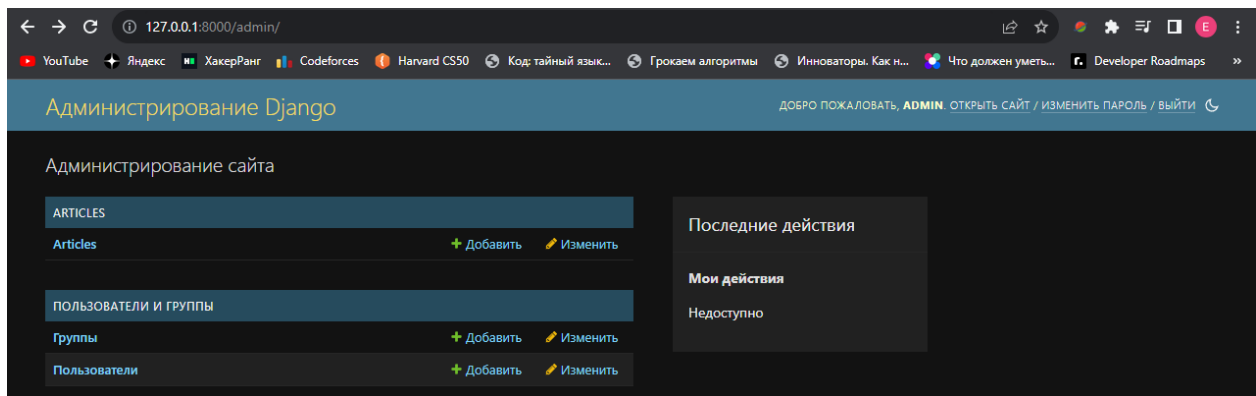 127.0.0.1:8000/admin/
E
YouTube Яндекс HR ХакерРанг Codeforces Harvard CS50 Код: тайный язык... Грокаем алгоритмы Инноваторы. Как н... Что должен уметь... r. Developer Roadmaps »
Администрирование Django ДОБРО ПОЖАЛОВАТЬ, ADMIN. ОТКРЫТЬ САЙТ / ИЗМЕНИТЬ ПАРОЛЬ / ВЫЙТИ
Администрирование сайта
ARTICLES
Articles + Добавить Изменить
ПОЛЬЗОВАТЕЛИ И ГРУППЫ
Группы + Добавить Изменить
Пользователи + Добавить Изменить
Последние действия
Мои действия
Недоступно